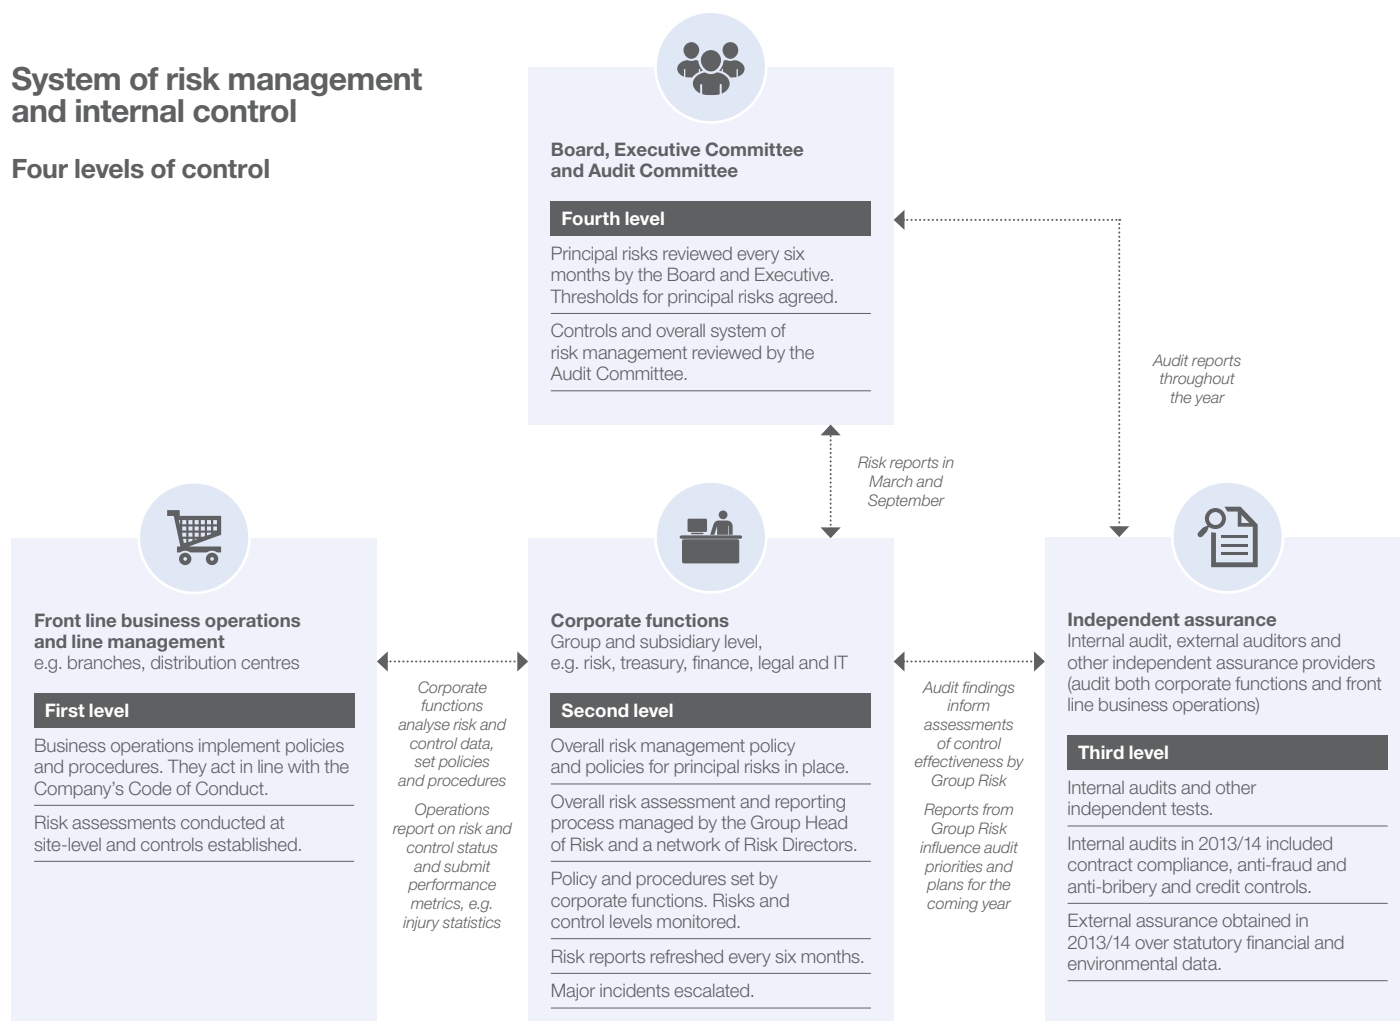 System of risk management
and internal control
Four levels of control
Board, Executive Committee
and Audit Committee
Fourth level
Principal risks reviewed every six
months by the Board and Executive.
Thresholds for principal risks agreed.
Controls and overall system of
risk management reviewed by the
Audit Committee.
Audit reports
throughout
the year
Risk reports in
March and
September
Front line business operations
and line management
e.g. branches, distribution centres
First level
Business operations implement policies
and procedures. They act in line with the
Company’s Code of Conduct.
Risk assessments conducted at
site-level and controls established.
Corporate
functions
analyse risk and
control data,
set policies
and procedures
Operations
report on risk and
control status
and submit
performance
metrics, e.g.
injury statistics
Corporate functions
Group and subsidiary level,
e.g. risk, treasury, finance, legal and IT
Second level
Overall risk management policy
and policies for principal risks in place.
Overall risk assessment and reporting
process managed by the Group Head
of Risk and a network of Risk Directors.
Policy and procedures set by
corporate functions. Risks and
control levels monitored.
Risk reports refreshed every six months.
Major incidents escalated.
Audit findings
inform
assessments
of control
effectiveness by
Group Risk
Reports from
Group Risk
influence audit
priorities and
plans for the
coming year
Independent assurance
Internal audit, external auditors and
other independent assurance providers
(audit both corporate functions and front
line business operations)
Third level
Internal audits and other
independent tests.
Internal audits in 2013/14 included
contract compliance, anti-fraud and
anti-bribery and credit controls.
External assurance obtained in
2013/14 over statutory financial and
environmental data.